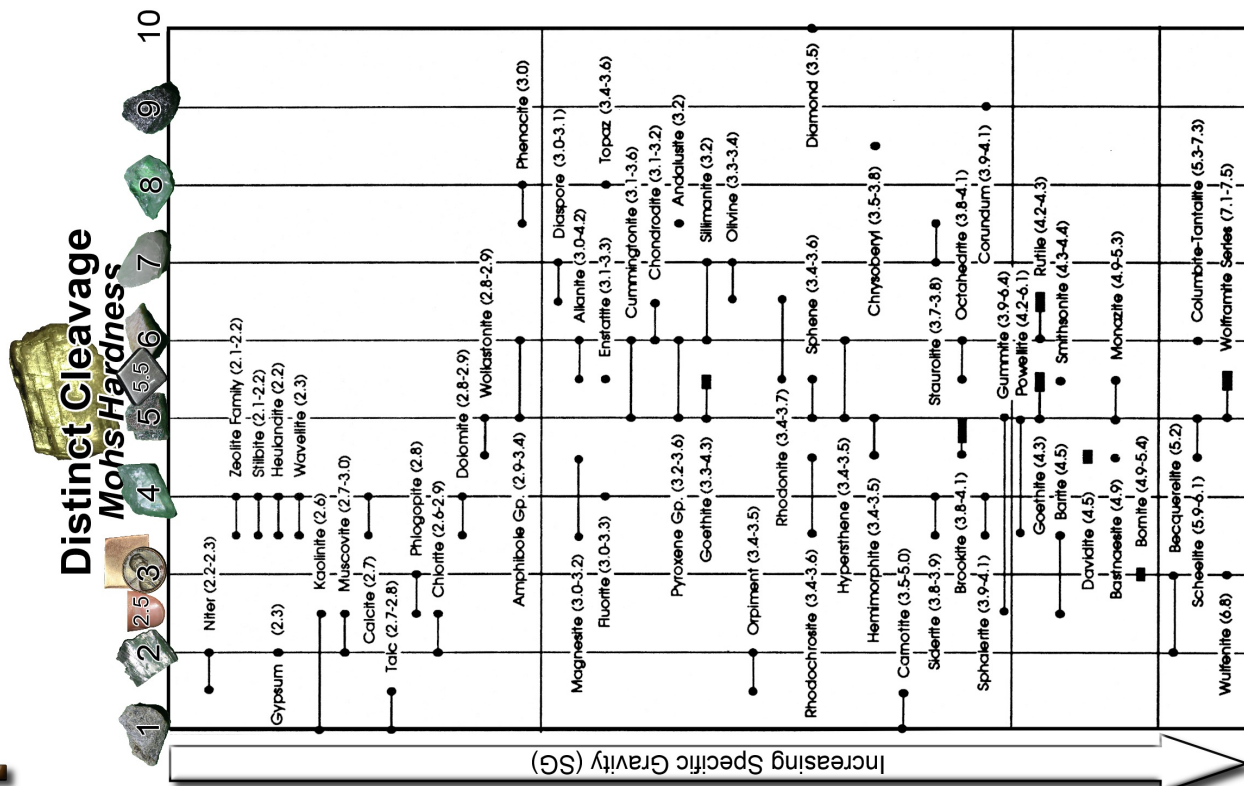 Distinct Cleavage
Mohs Hardness
1 2 2.5 3 4 5 5.5 6 7 8 9 10
Increasing Specific Gravity (SG)
Niter (2.2-2.3)
Zeolite Family (2.1-2.2)
Stilbite (2.1-2.2)
Gypsum (2.3)
Heulandite (2.2)
Wavellite (2.3)
Kaolinite (2.6)
Muscovite (2.7-3.0)
Calcite (2.7)
Talc (2.7-2.8)
Phlogopite (2.8)
Chlorite (2.6-2.9)
Dolomite (2.8-2.9)
Wollastonite (2.8-2.9)
Amphibole Gp. (2.9-3.4)
Phenacite (3.0)
Diaspore (3.0-3.1)
Magnesite (3.0-3.2)
Allanite (3.0-4.2)
Fluorite (3.0-3.3)
Enstatite (3.1-3.3)
Topaz (3.4-3.6)
Cummingtonite (3.1-3.6)
Chondrodite (3.1-3.2)
Pyroxene Gp. (3.2-3.6)
Andalusite (3.2)
Goethite (3.3-4.3)
Sillimanite (3.2)
Olivine (3.3-3.4)
Orpiment (3.4-3.5)
Rhodonite (3.4-3.7)
Rhodochrosite (3.4-3.6)
Sphene (3.4-3.6)
Diamond (3.5)
Hypersthene (3.4-3.5)
Hemimorphite (3.4-3.5)
Chrysoberyl (3.5-3.8)
Carnotite (3.5-5.0)
Siderite (3.8-3.9)
Staurolite (3.7-3.8)
Brookite (3.8-4.1)
Octahedrite (3.8-4.1)
Sphalerite (3.9-4.1)
Corundum (3.9-4.1)
Gummite (3.9-6.4)
Powellite (4.2-6.1)
Goethite (4.3)
Rutile (4.2-4.3)
Barite (4.5)
Smithsonite (4.3-4.4)
Davidite (4.5)
Bastnaesite (4.9)
Monazite (4.9-5.3)
Bornite (4.9-5.4)
Becquerelite (5.2)
Scheelite (5.9-6.1)
Columbite-Tantalite (5.3-7.3)
Wulfenite (6.8)
Wolframite Series (7.1-7.5)